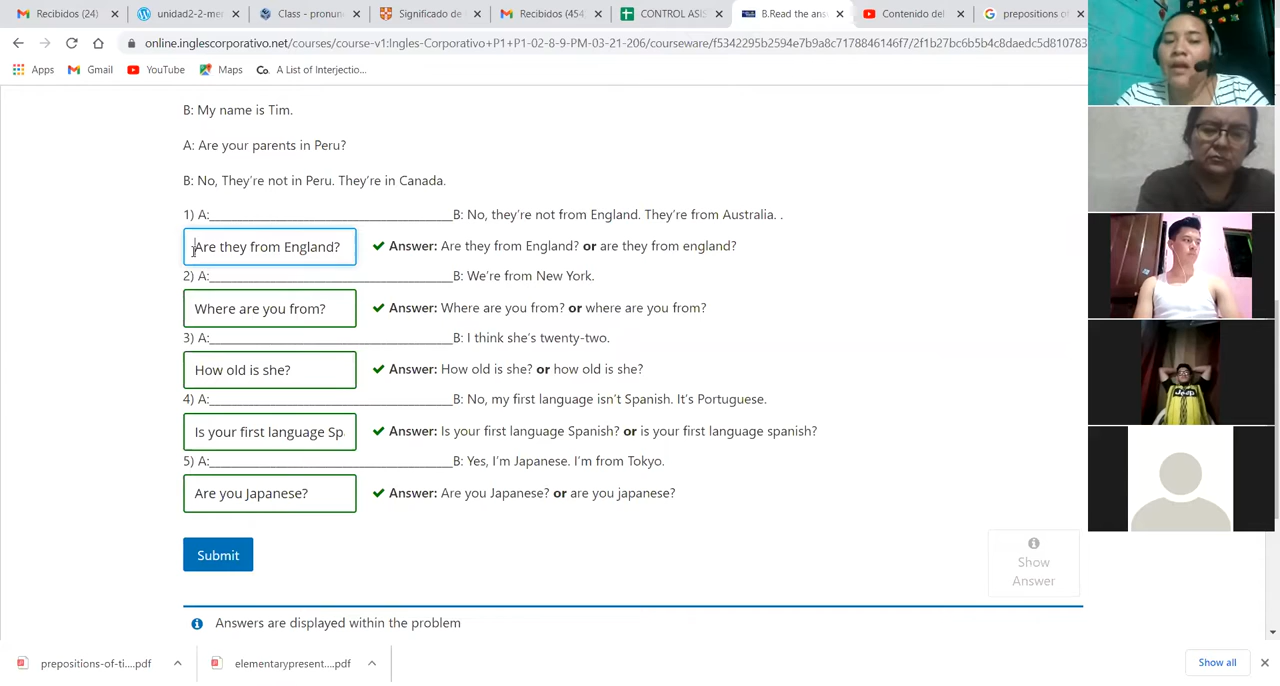 Recibidos (24)
unidad2-2-mer
Class - pronun
Significado de
Recibidos (454
CONTROL ASIS
B.Read the ans
Contenido del
prepositions of
online.inglescorporativo.net/courses/course-v1:Ingles-Corporativo+P1+P1-02-8-9-PM-03-21-206/courseware/f5342295b2594e7b9a8c7178846146f7/2f1b27bc6b5b4c8daedc5d810783
Apps
Gmail
YouTube
Maps
Co.
A List of Interjectio...
B: My name is Tim.
A: Are your parents in Peru?
B: No, They're not in Peru. They're in Canada.
1) A:______________________________B: No, they're not from England. They're from Australia. .
Are they from England?
Answer: Are they from England? or are they from england?
2) A:______________________________B: We're from New York.
Where are you from?
Answer: Where are you from? or where are you from?
3) A:______________________________B: I think she's twenty-two.
How old is she?
Answer: How old is she? or how old is she?
4) A:______________________________B: No, my first language isn't Spanish. It's Portuguese.
Is your first language Sp
Answer: Is your first language Spanish? or is your first language spanish?
5) A:______________________________B: Yes, I'm Japanese. I'm from Tokyo.
Are you Japanese?
Answer: Are you Japanese? or are you japanese?
Submit
Show
Answer
Answers are displayed within the problem
prepositions-of-ti....pdf
elementarypresent....pdf
Show all